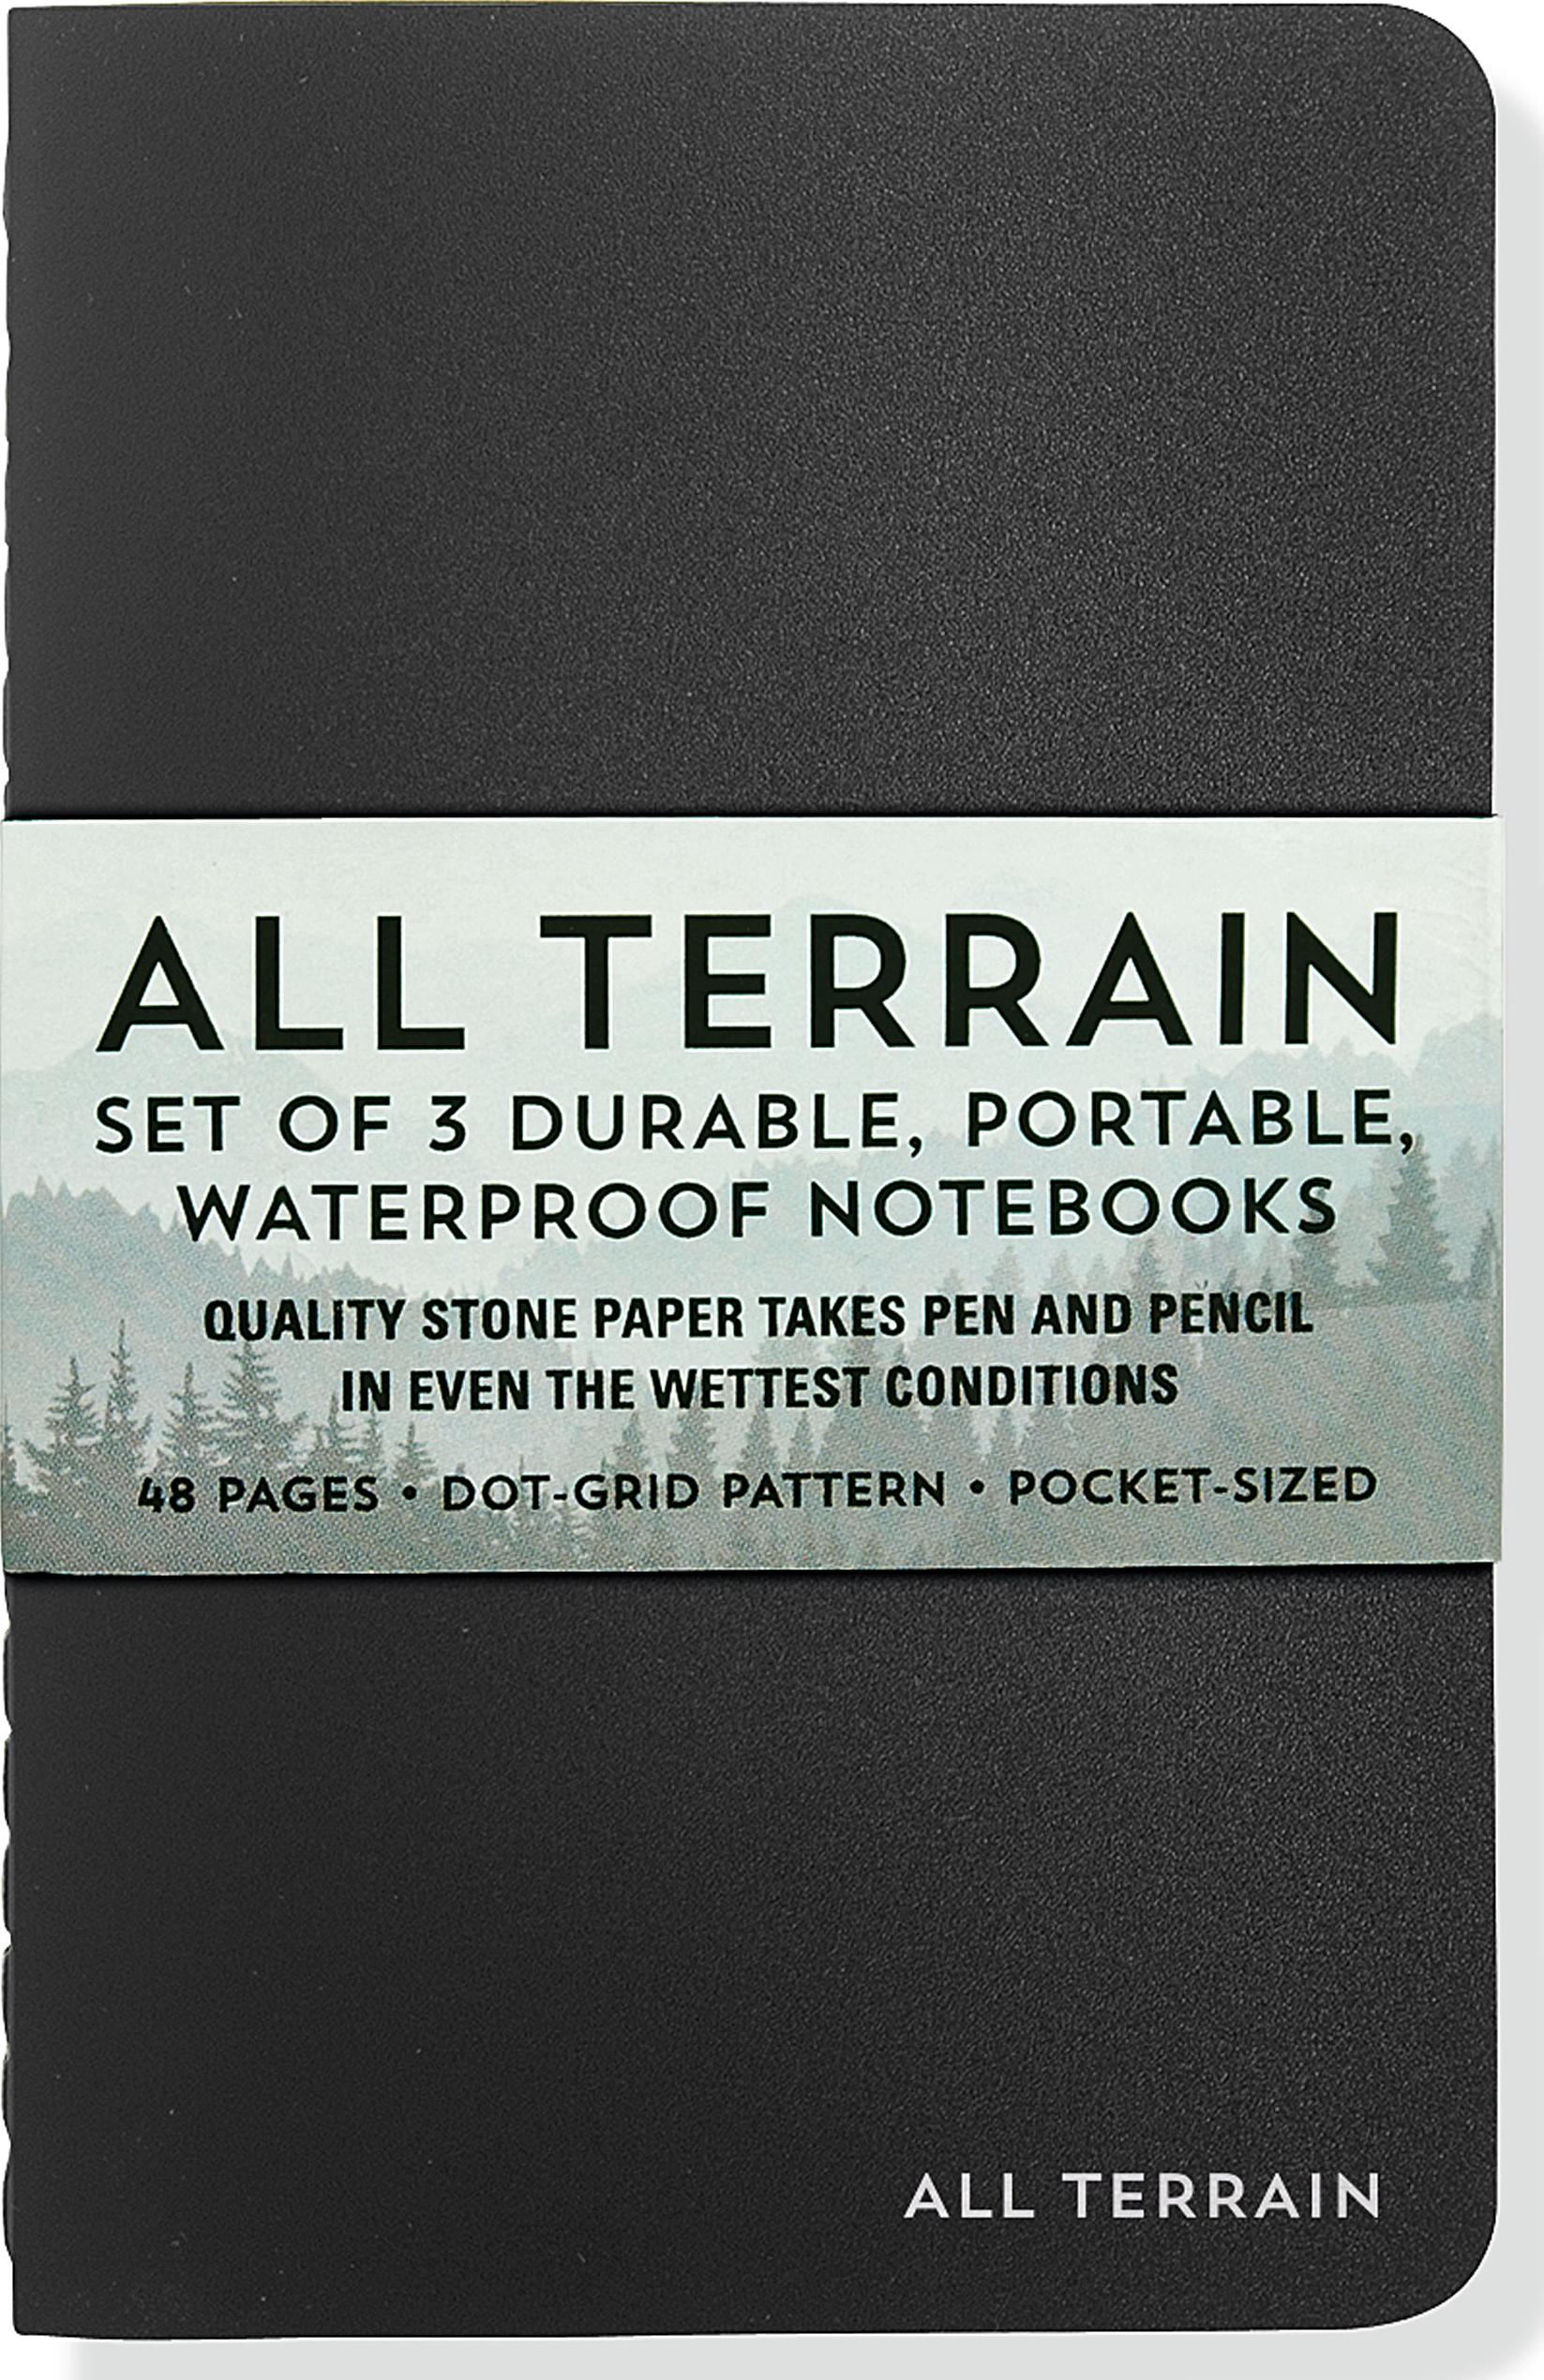 ALL TERRAIN
SET OF 3 DURABLE, PORTABLE,
WATERPROOF NOTEBOOKS
QUALITY STONE PAPER TAKES PEN AND PENCIL
IN EVEN THE WETTEST CONDITIONS
48 PAGES • DOT-GRID PATTERN • POCKET-SIZED
ALL TERRAIN